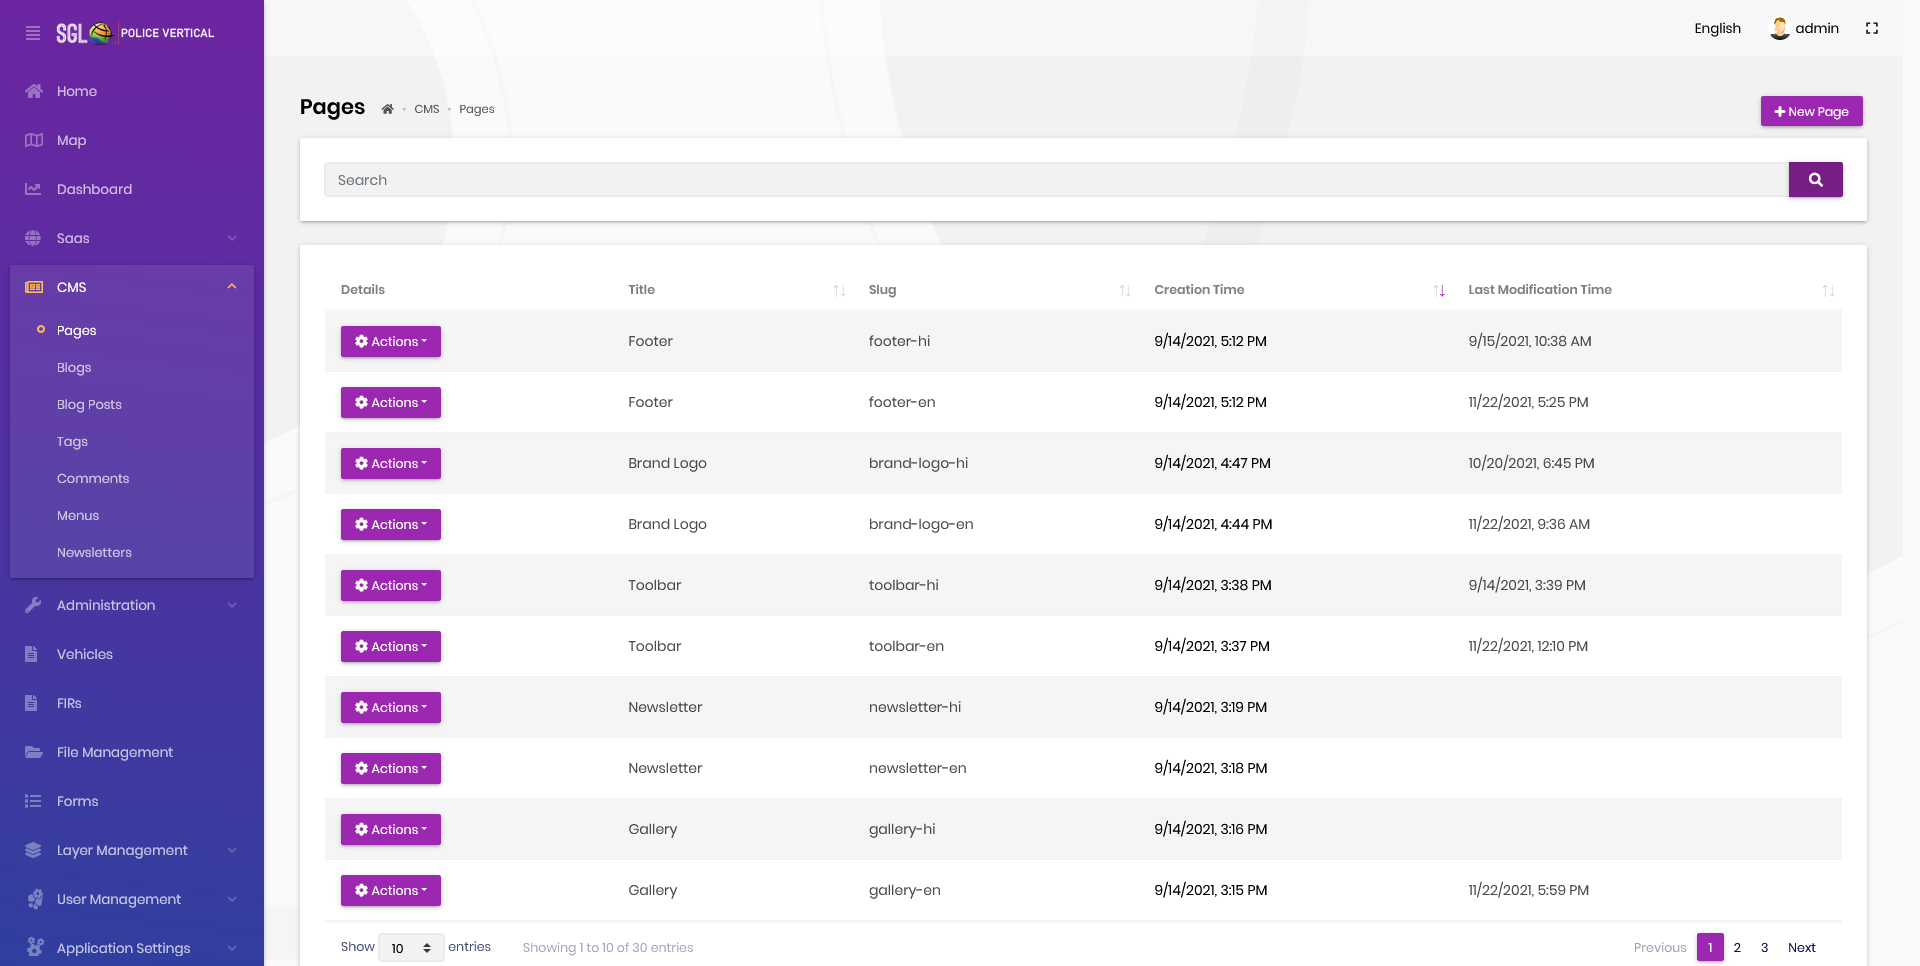 SGL POLICE VERTICAL
English admin
Home
Map
Dashboard
Saas
CMS
Pages
Blogs
Blog Posts
Tags
Comments
Menus
Newsletters
Administration
Vehicles
FIRs
File Management
Forms
Layer Management
User Management
Application Settings
Pages CMS Pages
New Page
Search
Details Title Slug Creation Time Last Modification Time
Actions Footer footer-hi 9/14/2021, 5:12 PM 9/15/2021, 10:38 AM
Actions Footer footer-en 9/14/2021, 5:12 PM 11/22/2021, 5:25 PM
Actions Brand Logo brand-logo-hi 9/14/2021, 4:47 PM 10/20/2021, 6:45 PM
Actions Brand Logo brand-logo-en 9/14/2021, 4:44 PM 11/22/2021, 9:36 AM
Actions Toolbar toolbar-hi 9/14/2021, 3:38 PM 9/14/2021, 3:39 PM
Actions Toolbar toolbar-en 9/14/2021, 3:37 PM 11/22/2021, 12:10 PM
Actions Newsletter newsletter-hi 9/14/2021, 3:19 PM
Actions Newsletter newsletter-en 9/14/2021, 3:18 PM
Actions Gallery gallery-hi 9/14/2021, 3:16 PM
Actions Gallery gallery-en 9/14/2021, 3:15 PM 11/22/2021, 5:59 PM
Show 10 entries Showing 1 to 10 of 30 entries Previous 1 2 3 Next